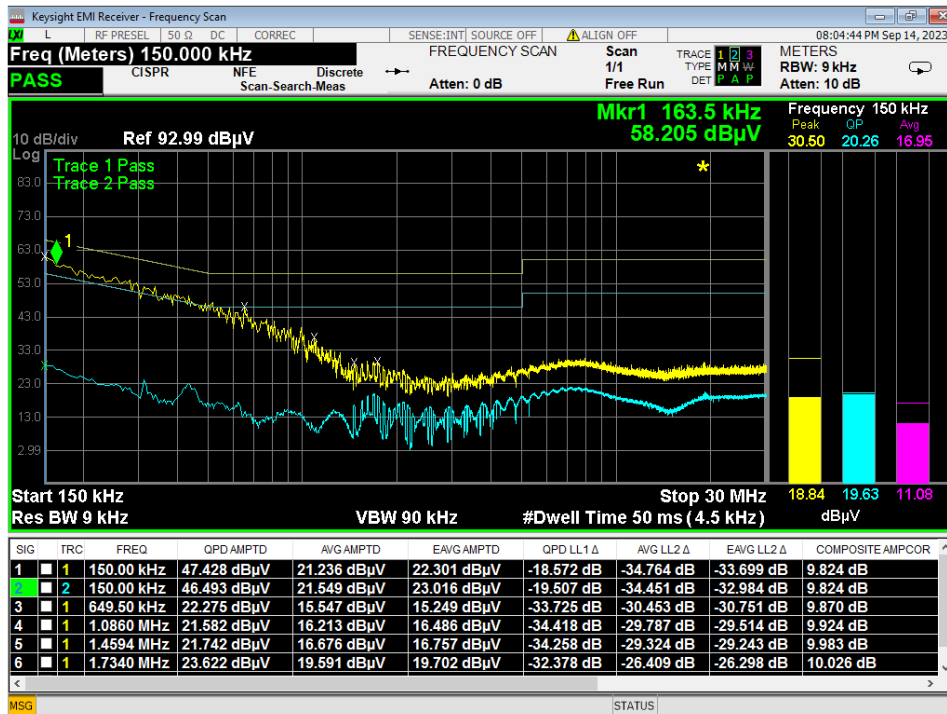 Keysight EMI Receiver - Frequency Scan
LXI L RF PRESEL 50 Ω DC CORREC SENSE:INT SOURCE OFF ALIGN OFF 08:04:44 PM Sep 14, 2023
Freq (Meters) 150.000 kHz FREQUENCY SCAN Scan TRACE 1 2 3 METERS
PASS CISPR NFE Discrete 1/1 TYPE M M W RBW: 9 kHz
Scan-Search-Meas Atten: 0 dB Free Run DET P A P Atten: 10 dB
Mkr1 163.5 kHz Frequency 150 kHz
58.205 dBµV Peak QP Avg
10 dB/div Ref 92.99 dBµV 30.50 20.26 16.95
Log
Trace 1 Pass
Trace 2 Pass
83.0
73.0
1
63.0
53.0
43.0
33.0
23.0
13.0
2.99
Start 150 kHz Stop 30 MHz 18.84 19.63 11.08
Res BW 9 kHz VBW 90 kHz #Dwell Time 50 ms (4.5 kHz) dBµV
SIG TRC FREQ QPD AMPTD AVG AMPTD EAVG AMPTD QPD LL1 Δ AVG LL2 Δ EAVG LL2 Δ COMPOSITE AMPCOR
1 1 150.00 kHz 47.428 dBµV 21.236 dBµV 22.301 dBµV -18.572 dB -34.764 dB -33.699 dB 9.824 dB
2 2 150.00 kHz 46.493 dBµV 21.549 dBµV 23.016 dBµV -19.507 dB -34.451 dB -32.984 dB 9.824 dB
3 1 649.50 kHz 22.275 dBµV 15.547 dBµV 15.249 dBµV -33.725 dB -30.453 dB -30.751 dB 9.870 dB
4 1 1.0860 MHz 21.582 dBµV 16.213 dBµV 16.486 dBµV -34.418 dB -29.787 dB -29.514 dB 9.924 dB
5 1 1.4594 MHz 21.742 dBµV 16.676 dBµV 16.757 dBµV -34.258 dB -29.324 dB -29.243 dB 9.983 dB
6 1 1.7340 MHz 23.622 dBµV 19.591 dBµV 19.702 dBµV -32.378 dB -26.409 dB -26.298 dB 10.026 dB
MSG STATUS